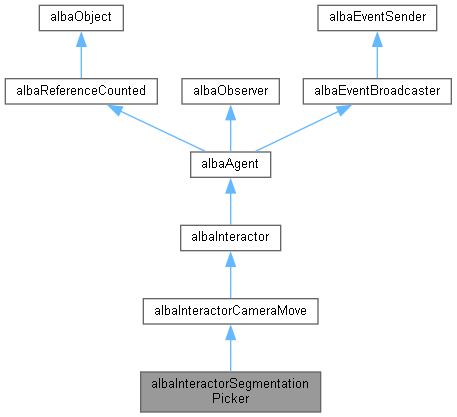 albaObject
albaEventSender
albaReferenceCounted
albaObserver
albaEventBroadcaster
albaAgent
albaInteractor
albaInteractorCameraMove
albaInteractorSegmentation
Picker